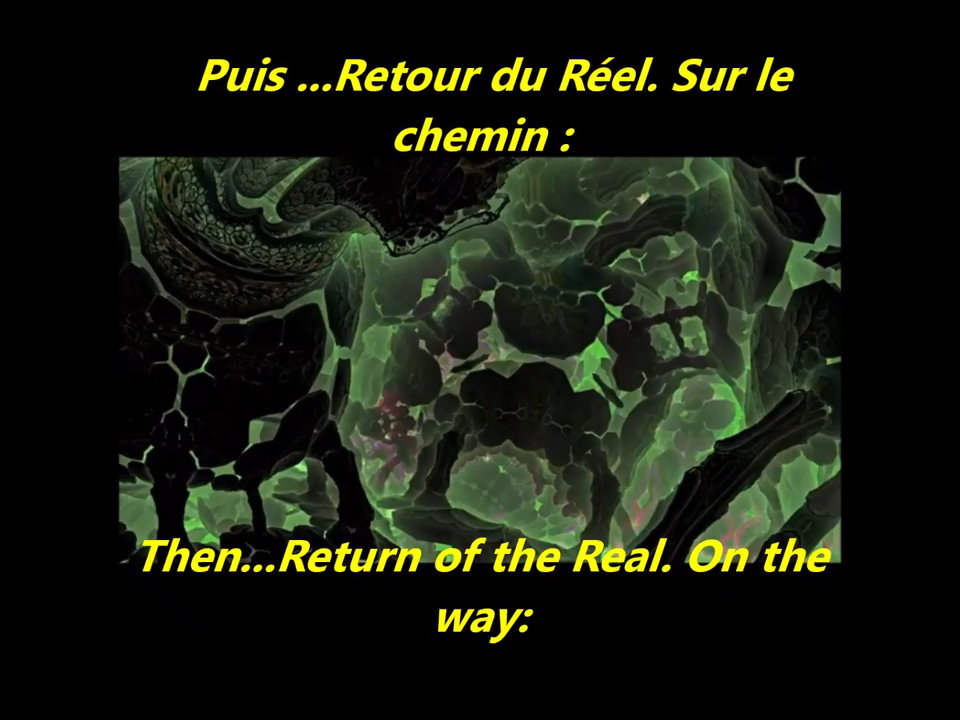 Puis ...Retour du Réel. Sur le
chemin :
Then...Return of the Real. On the
way: